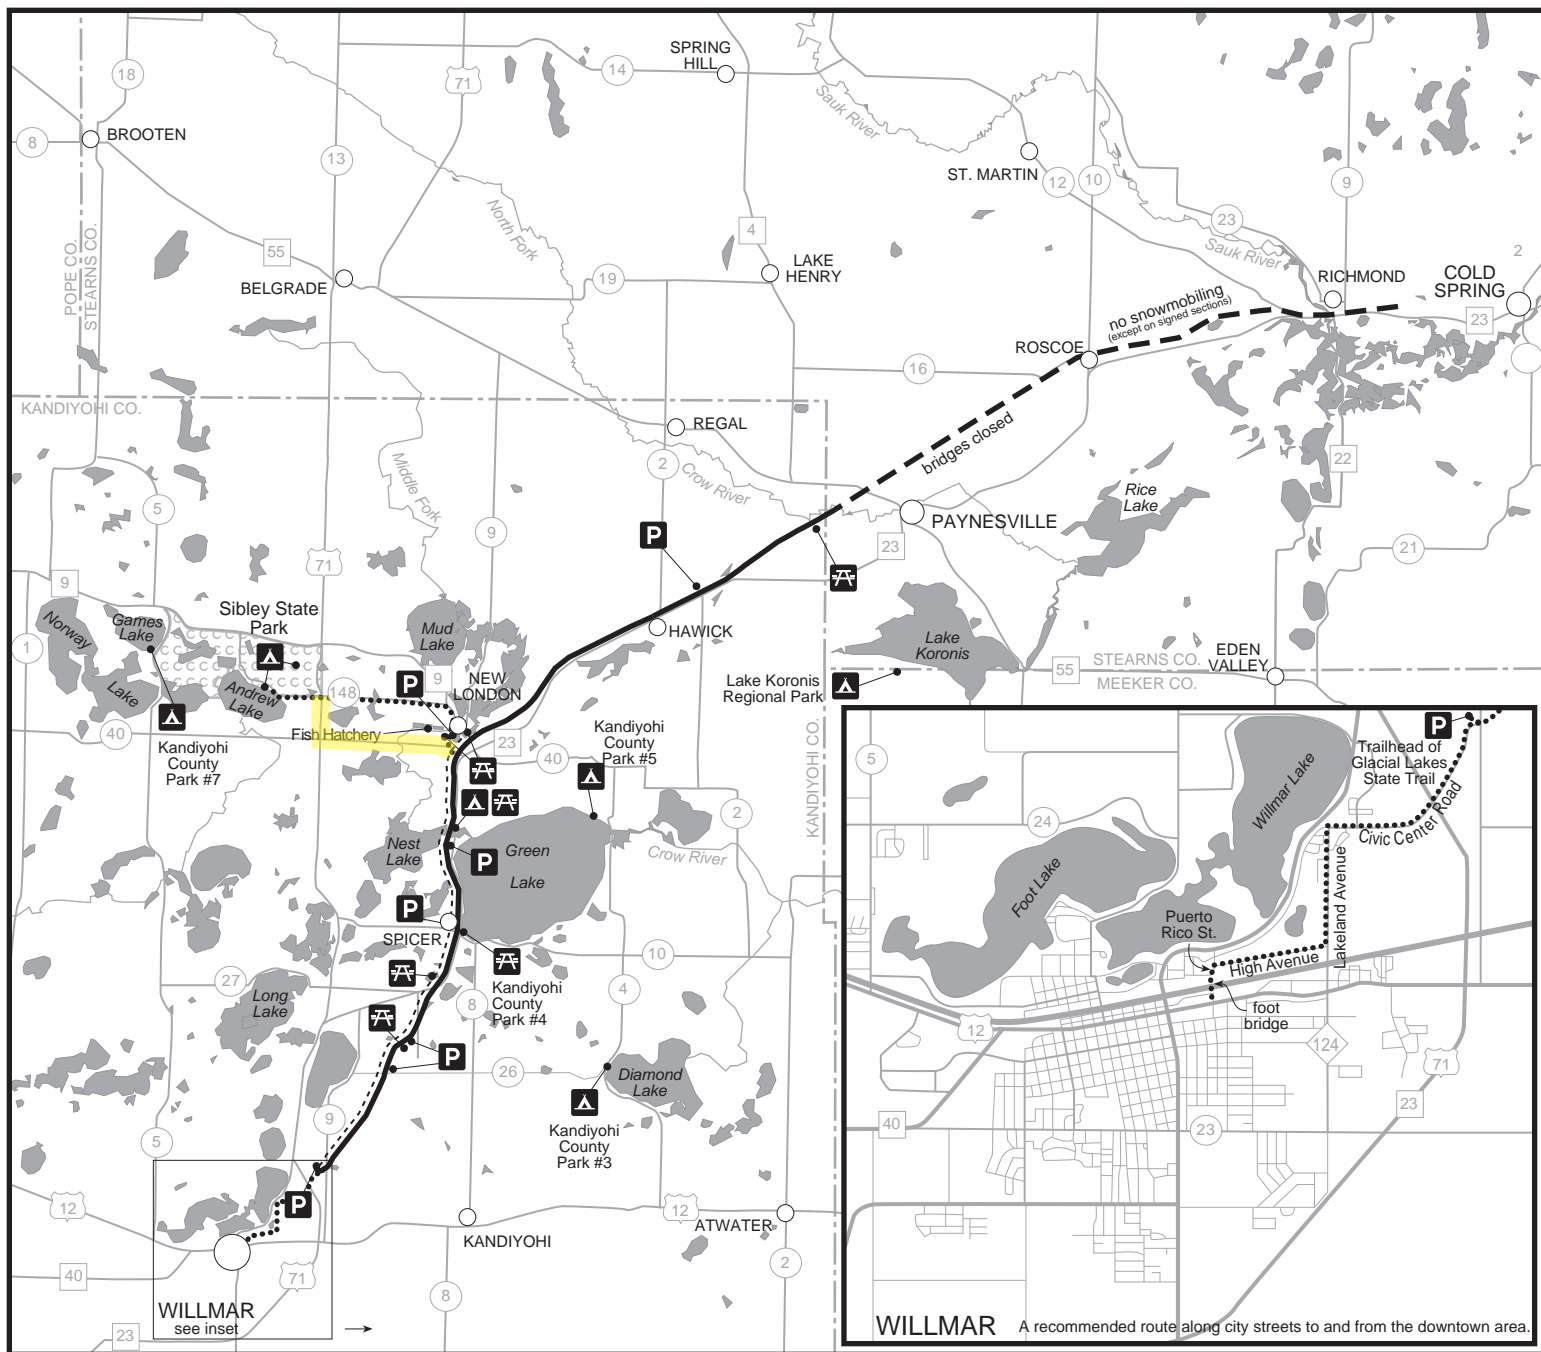 SPRING
HILL
18
14
71
8
BROOTEN
13
Sauk River
ST. MARTIN
12
10
9
POPE CO.
STEARNS CO.
North Fork
55
4
23
Sauk River
2
BELGRADE
19
LAKE
HENRY
RICHMOND
COLD
SPRING
no snowmobiling
(except on signed sections)
23
ROSCOE
16
KANDIYOHI CO.
REGAL
bridges closed
2
Crow River
Middle Fork
22
5
9
Rice
Lake
PAYNESVILLE
P
23
21
71
9
Norway
Lake
Games
Lake
Sibley State
Park
Mud
Lake
HAWICK
1
Lake
Koronis
EDEN
VALLEY
55
STEARNS CO.
MEEKER CO.
Lake Koronis
Regional Park
Andrew
Lake
148
P
9
NEW
LONDON
40
Fish Hatchery
23
40
Kandiyohi
County
Park #7
Kandiyohi
County
Park #5
KANDIYOHI CO.
2
Nest
Lake
Green
Lake
P
Crow River
P
SPICER
10
27
Long
Lake
8
Kandiyohi
County
Park #4
4
P
26
Diamond
Lake
9
5
Kandiyohi
County
Park #3
12
P
12
ATWATER
KANDIYOHI
40
71
8
2
WILLMAR
see inset
23
P
Trailhead of
Glacial Lakes
State Trail
5
Willmar Lake
24
Civic Center Road
Foot Lake
Lakeland Avenue
Puerto
Rico St.
High Avenue
foot
bridge
12
124
71
23
40
23
WILLMAR A recommended route along city streets to and from the downtown area.